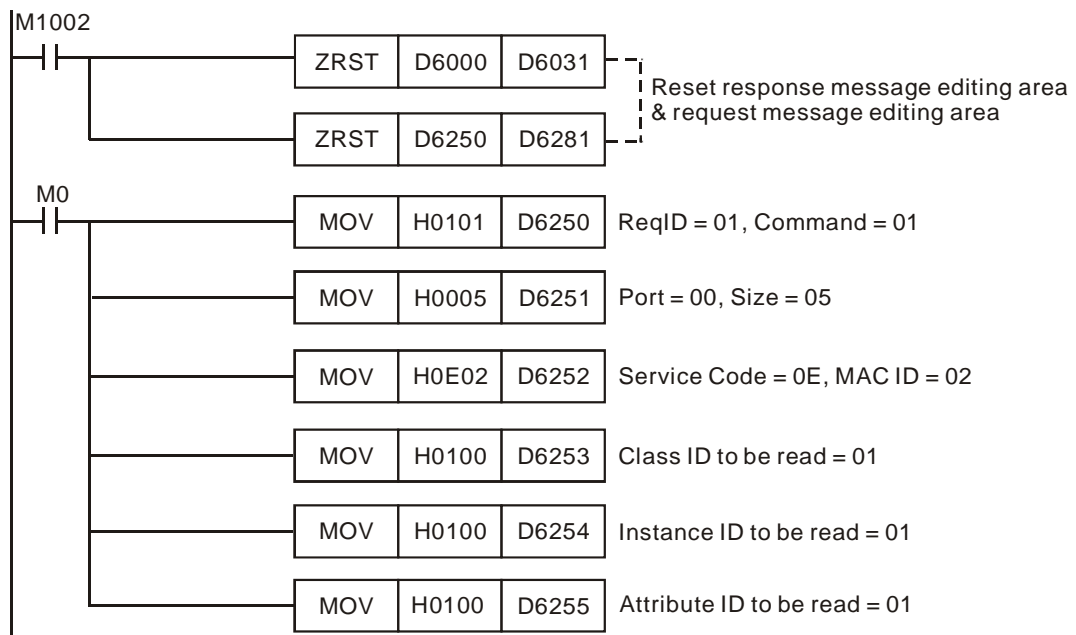 M1002
ZRST D6000 D6031
Reset response message editing area
& request message editing area
ZRST D6250 D6281
M0
MOV H0101 D6250 ReqID = 01, Command = 01
MOV H0005 D6251 Port = 00, Size = 05
MOV H0E02 D6252 Service Code = 0E, MAC ID = 02
MOV H0100 D6253 Class ID to be read = 01
MOV H0100 D6254 Instance ID to be read = 01
MOV H0100 D6255 Attribute ID to be read = 01